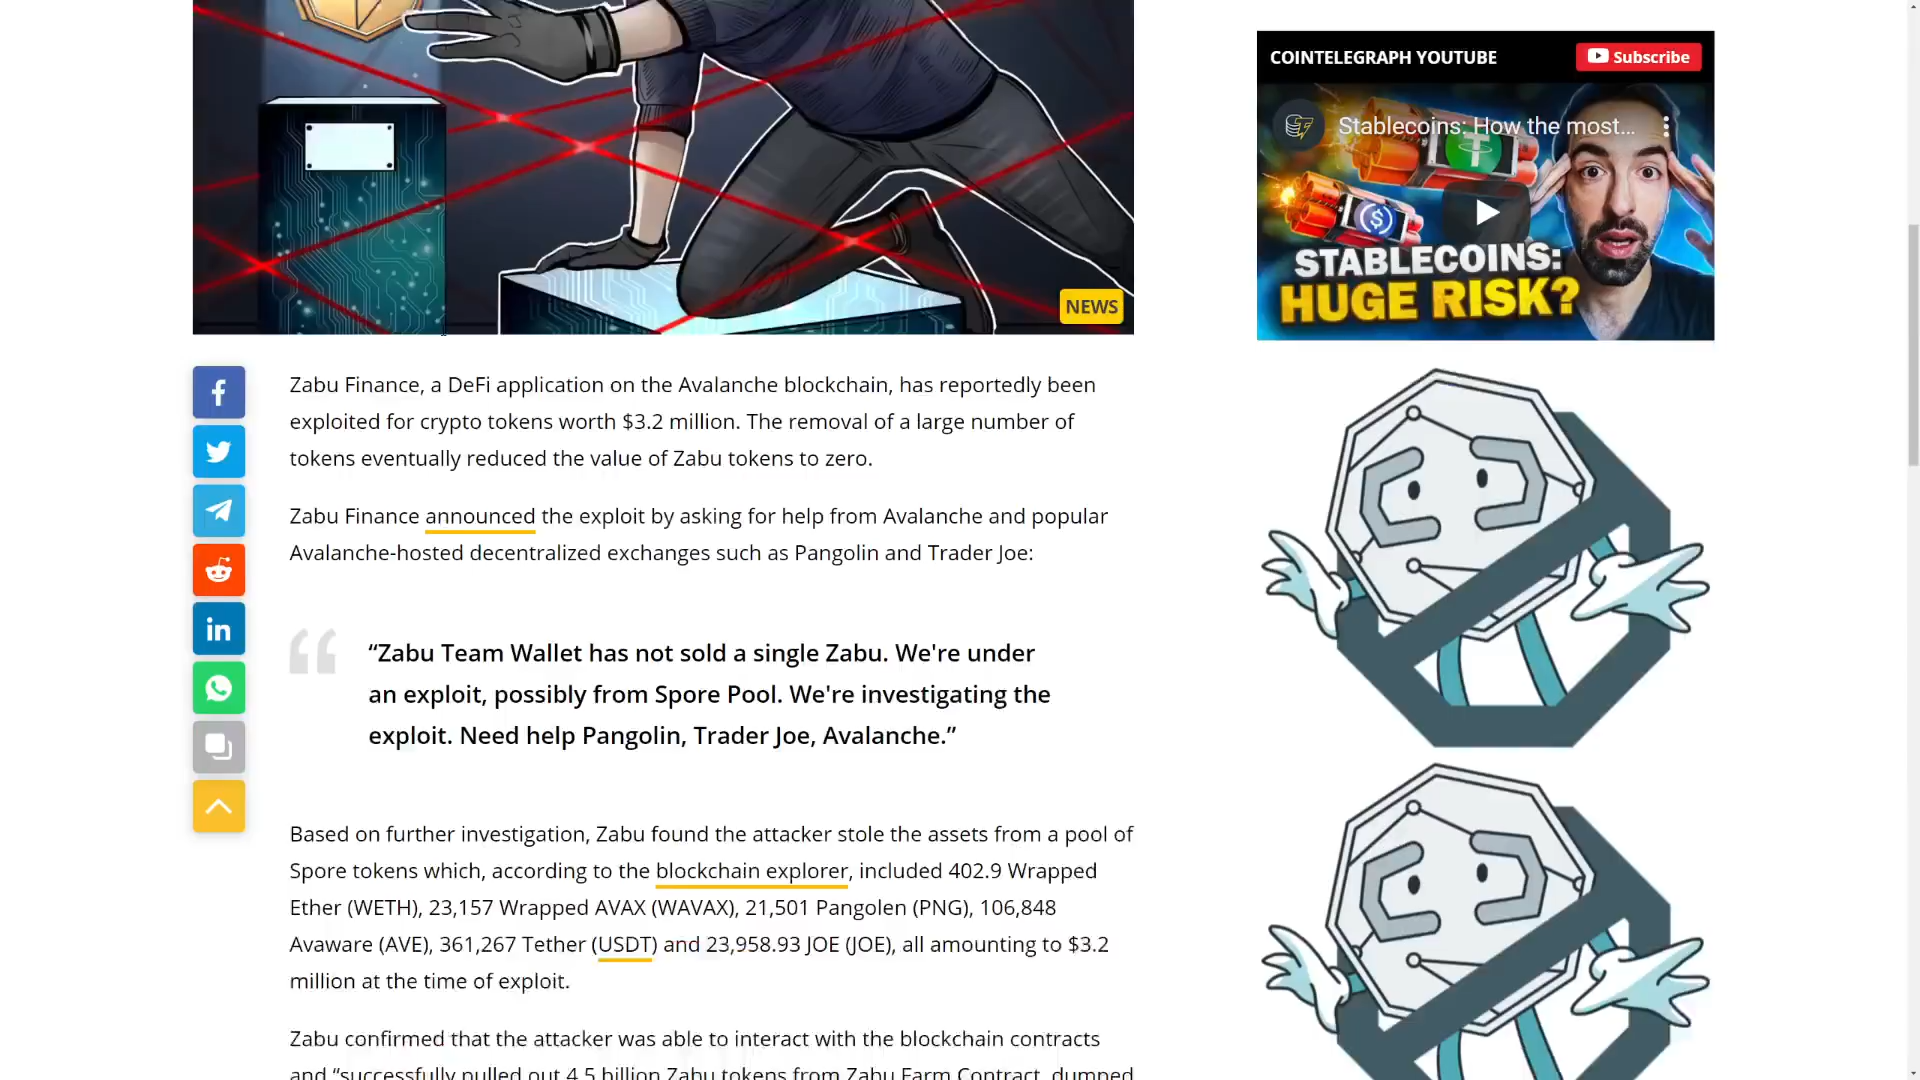 COINTELEGRAPH YOUTUBE
Subscribe
Stablecoins: How the most...
STABLECOINS:
HUGE RISK?
NEWS
Zabu Finance, a DeFi application on the Avalanche blockchain, has reportedly been
exploited for crypto tokens worth $3.2 million. The removal of a large number of
tokens eventually reduced the value of Zabu tokens to zero.
Zabu Finance announced the exploit by asking for help from Avalanche and popular
Avalanche-hosted decentralized exchanges such as Pangolin and Trader Joe:
“Zabu Team Wallet has not sold a single Zabu. We're under
an exploit, possibly from Spore Pool. We're investigating the
exploit. Need help Pangolin, Trader Joe, Avalanche.”
Based on further investigation, Zabu found the attacker stole the assets from a pool of
Spore tokens which, according to the blockchain explorer, included 402.9 Wrapped
Ether (WETH), 23,157 Wrapped AVAX (WAVAX), 21,501 Pangolen (PNG), 106,848
Avaware (AVE), 361,267 Tether (USDT) and 23,958.93 JOE (JOE), all amounting to $3.2
million at the time of exploit.
Zabu confirmed that the attacker was able to interact with the blockchain contracts
and “successfully pulled out 4.5 billion Zabu tokens from Zabu Farm Contract, dumped